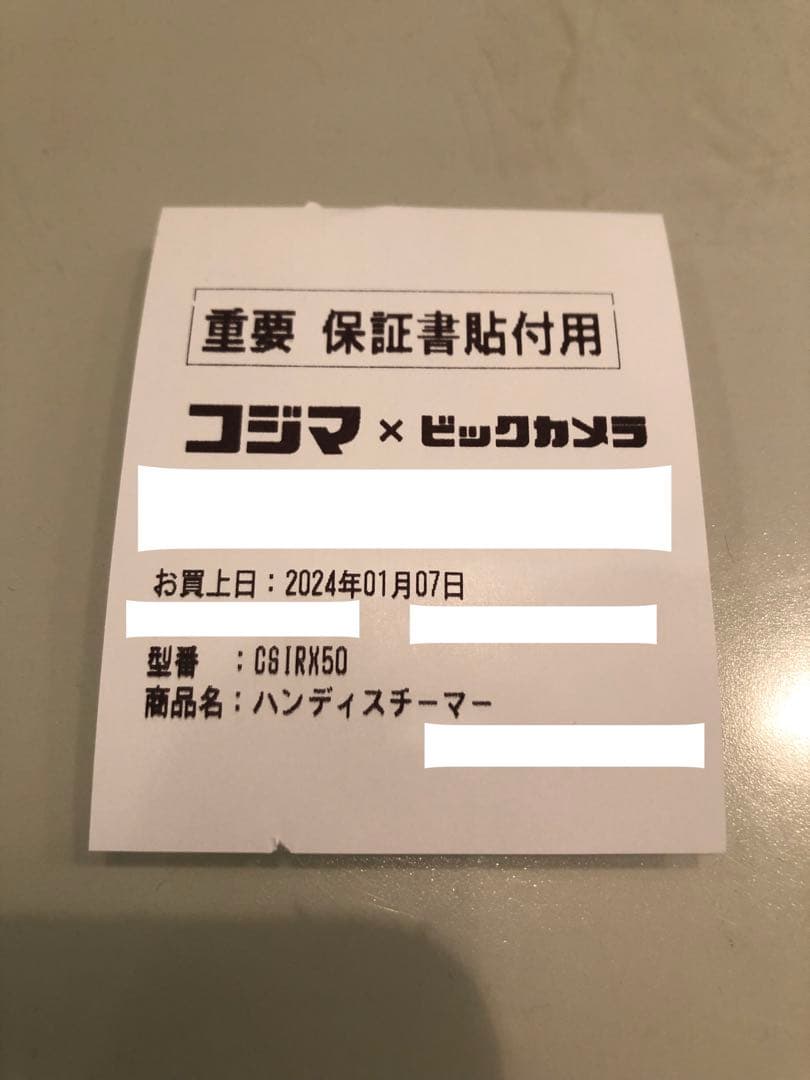 重要 保証書貼付用
コジマ×ビックカメラ
お買上日：2024年01月07日
型番　：CSIRX50
商品名：ハンディスチーマー